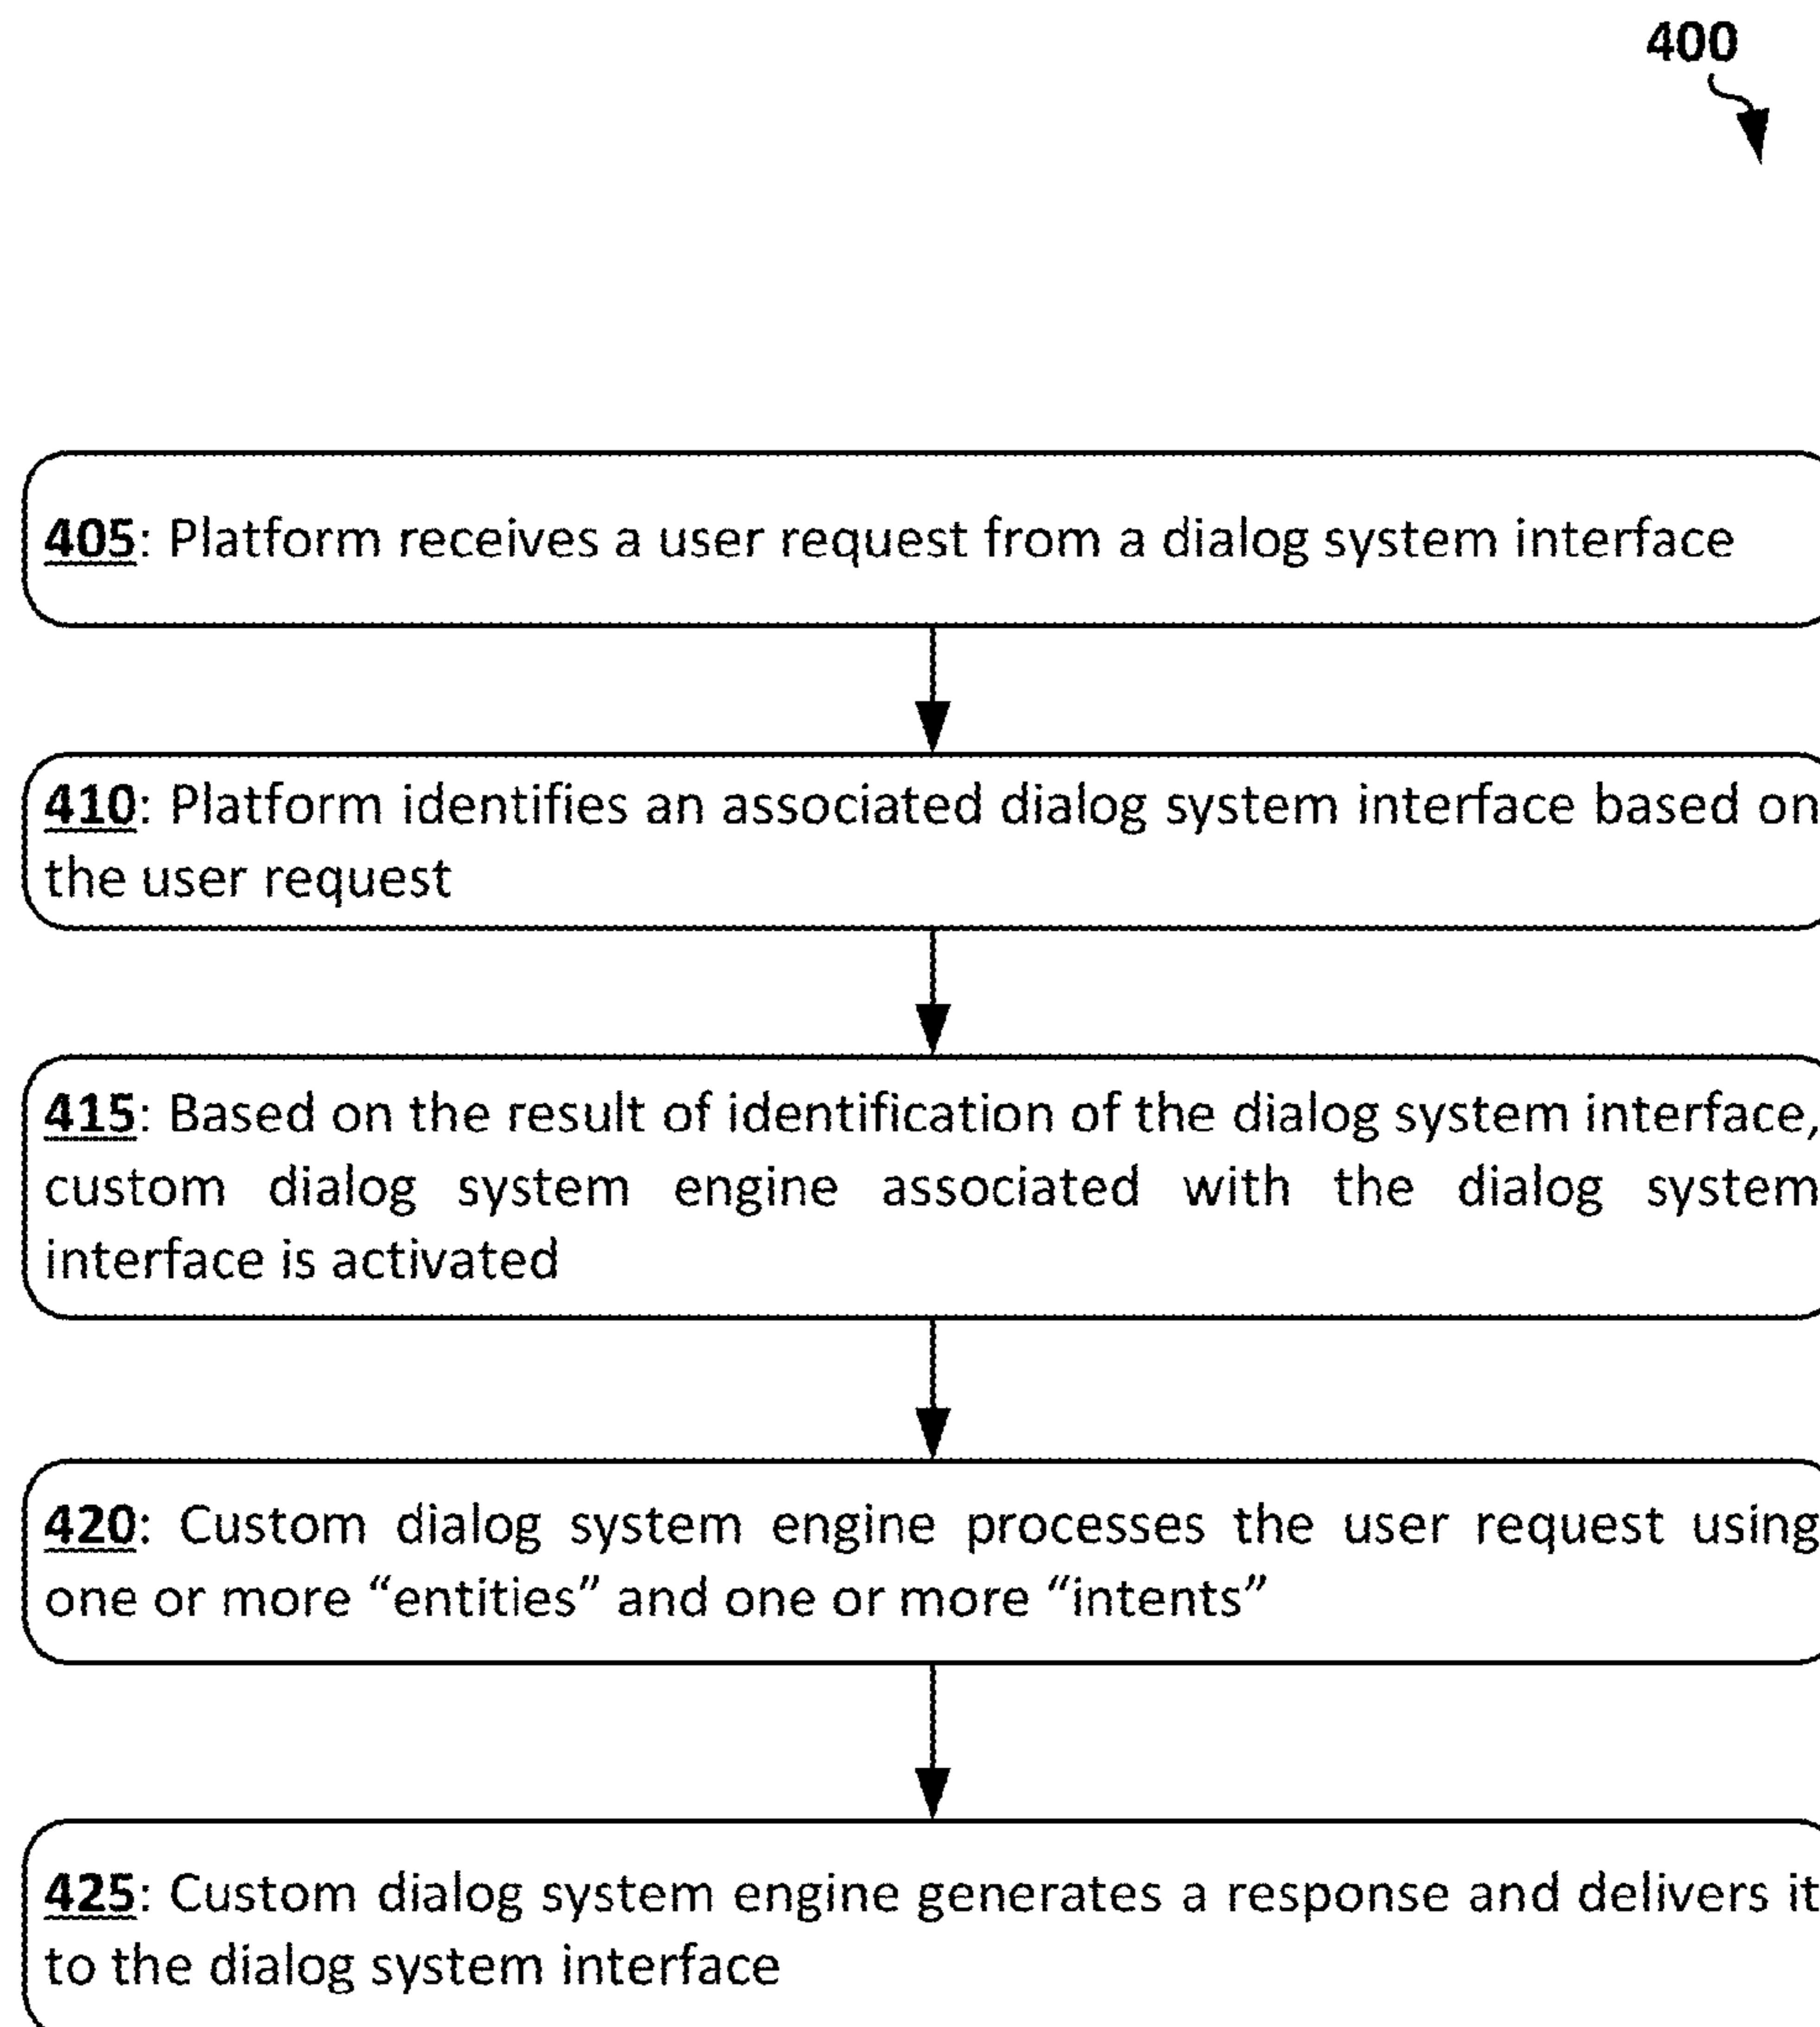 400
405: Platform receives a user request from a dialog system interface
410: Platform identifies an associated dialog system interface based on
the user request
415: Based on the result of identification of the dialog system interface,
custom dialog system engine associated with the dialog system
interface is activated
420: Custom dialog system engine processes the user request using
one or more “entities” and one or more “intents”
425: Custom dialog system engine generates a response and delivers it
to the dialog system interface